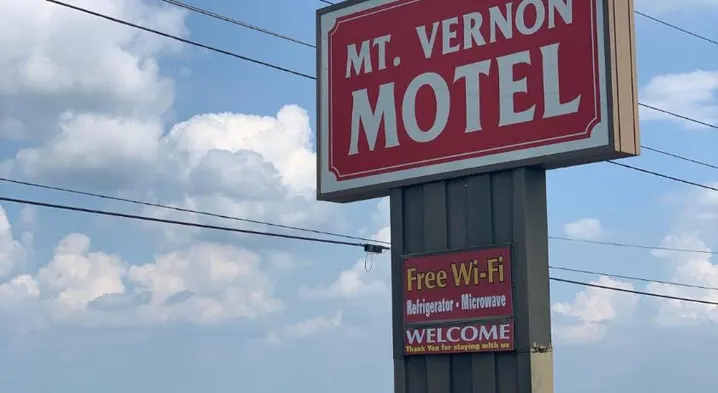 MT. VERNON
MOTEL
Free Wi-Fi
Refrigerator • Microwave
WELCOME
Thank You for staying with us